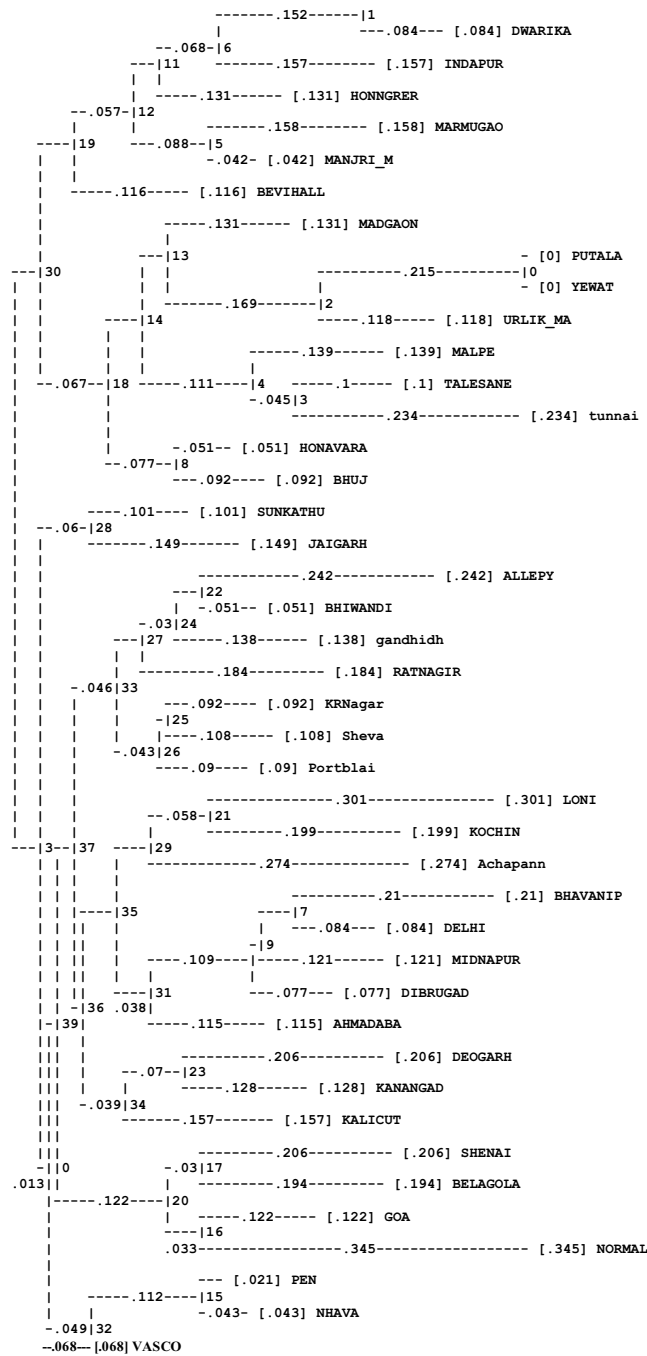 -------.152------|1
| ---.084--- [.084] DWARIKA
--.068-|6
---|11 -------.157-------- [.157] INDAPUR
| |
| -----.131------ [.131] HONNGRER
--.057-|12
| | -------.158-------- [.158] MARMUGAO
----|19 ---.088--|5
| | -.042- [.042] MANJRI_M
| |
| -----.116----- [.116] BEVIHALL
|
| -----.131------ [.131] MADGAON
| |
| ---|13 - [0] PUTALA
---|30 | | ----------.215----------|0
| | | | | - [0] YEWAT
| | | -------.169-------|2
| | ----|14 -----.118----- [.118] URLIK_MA
| | | |
| | | | ------.139------ [.139] MALPE
| | | | |
| --.067--|18 -----.111-----|4 -----.1----- [.1] TALESANE
| | -.045|3
| | -----------.234------------ [.234] tunnai
| |
| | -.051-- [.051] HONAVARA
| --.077--|8
| ---.092---- [.092] BHUJ
|
| ----.101---- [.101] SUNKATHU
| --.06-|28
| | -------.149------- [.149] JAIGARH
| |
| | -----------.242------------ [.242] ALLEPY
| | ---|22
| | | -.051-- [.051] BHIWANDI
| | -.03|24
| | ---|27 ------.138------ [.138] gandhidh
| | | |
| | | ---------.184--------- [.184] RATNAGIR
| | -.046|33
| | | | ---.092---- [.092] KRNagar
| | | | -|25
| | | | |----.108---- [.108] Sheva
| | | -.043|26
| | | ----.09---- [.09] Portblai
| | |
| | | ---------------.301--------------- [.301] LONI
| | | --.058-|21
| | | | ---------.199---------- [.199] KOCHIN
---|3--|37 ----|29
| | | | -------------.274-------------- [.274] Achapann
| | | |
| | | | ----------.21----------- [.21] BHAVANIP
| | |----|35 ----|7
| | || | | ---.084--- [.084] DELHI
| | || | -|9
| | || | -----.109----|-----.121------ [.121] MIDNAPUR
| | || | | |
| | || ----|31 ---.077--- [.077] DIBRUGAD
| | -|36 .038|
|-|39| -----.115----- [.115] AHMADABA
||| |
||| | ---------.206---------- [.206] DEOGARH
||| | --.07--|23
||| | | -----.128------ [.128] KANANGAD
||| -.039|34
||| -------.157------- [.157] KALICUT
|||
||| ---------.206---------- [.206] SHENAI
-||0 -.03|17
.013|| | ---------.194--------- [.194] BELAGOLA
|-----.122-----|20
| | ----.122----- [.122] GOA
| ----|16
| .033-----------------.345------------------ [.345] NORMAL
|
| --- [.021] PEN
| -----.112----|15
| | -.043- [.043] NHAVA
-.049|32
--.068--- [.068] VASCO